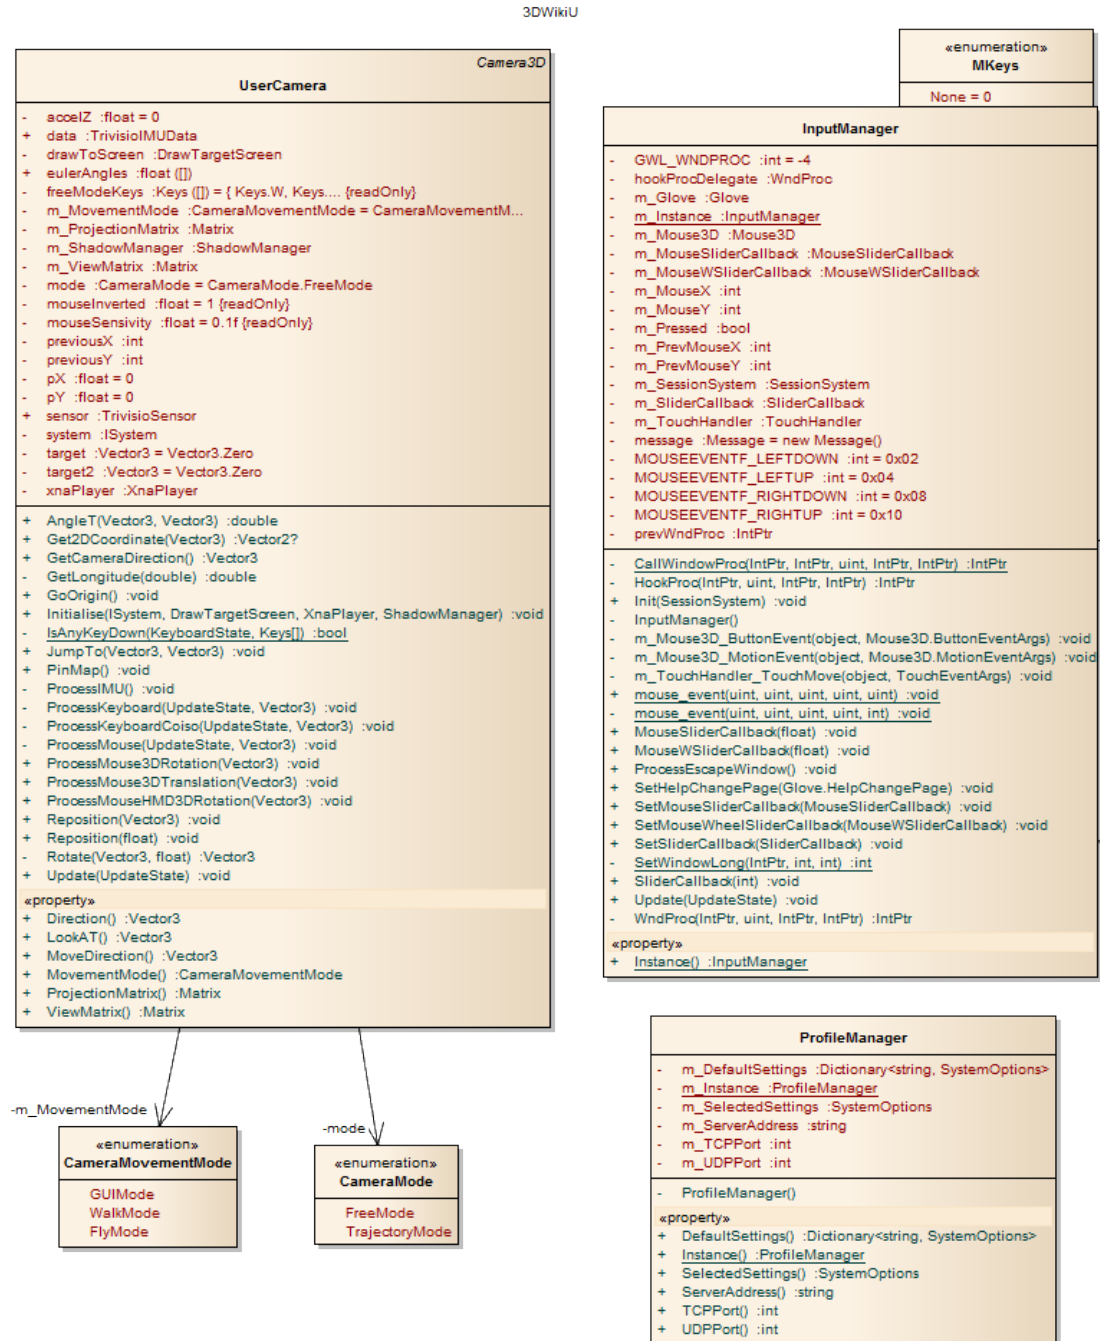 3DWikiU
Camera3D
UserCamera
- accelZ :float = 0
+ data :TrivisioIMUData
- drawToScreen :DrawTargetScreen
+ eulerAngles :float ([])
- freeModeKeys :Keys ([]) = { Keys.W, Keys.... {readOnly}
- m_MovementMode :CameraMovementMode = CameraMovementM...
- m_ProjectionMatrix :Matrix
- m_ShadowManager :ShadowManager
- m_ViewMatrix :Matrix
- mode :CameraMode = CameraMode.FreeMode
- mouseInverted :float = 1 {readOnly}
- mouseSensivity :float = 0.1f {readOnly}
- previousX :int
- previousY :int
- pX :float = 0
- pY :float = 0
+ sensor :TrivisioSensor
- system :ISystem
- target :Vector3 = Vector3.Zero
- target2 :Vector3 = Vector3.Zero
- xnaPlayer :XnaPlayer
+ AngleT(Vector3, Vector3) :double
+ Get2DCoordinate(Vector3) :Vector2?
+ GetCameraDirection() :Vector3
- GetLongitude(double) :double
+ GoOrigin() :void
+ Initialise(ISystem, DrawTargetScreen, XnaPlayer, ShadowManager) :void
- IsAnyKeyDown(KeyboardState, Keys[]) :bool
+ JumpTo(Vector3, Vector3) :void
+ PinMap() :void
- ProcessIMU() :void
- ProcessKeyboard(UpdateState, Vector3) :void
- ProcessKeyboardCoiso(UpdateState, Vector3) :void
- ProcessMouse(UpdateState, Vector3) :void
+ ProcessMouse3DRotation(Vector3) :void
+ ProcessMouse3DTranslation(Vector3) :void
+ ProcessMouseHMD3DRotation(Vector3) :void
+ Reposition(Vector3) :void
+ Reposition(float) :void
- Rotate(Vector3, float) :Vector3
+ Update(UpdateState) :void
«property»
+ Direction() :Vector3
+ LookAT() :Vector3
+ MoveDirection() :Vector3
+ MovementMode() :CameraMovementMode
+ ProjectionMatrix() :Matrix
+ ViewMatrix() :Matrix
-m_MovementMode
-mode
«enumeration»
CameraMovementMode
GUIMode
WalkMode
FlyMode
«enumeration»
CameraMode
FreeMode
TrajectoryMode
«enumeration»
MKeys
None = 0
InputManager
- GWL_WNDPROC :int = -4
- hookProcDelegate :WndProc
- m_Glove :Glove
- m_Instance :InputManager
- m_Mouse3D :Mouse3D
- m_MouseSliderCallback :MouseSliderCallback
- m_MouseWSliderCallback :MouseWSliderCallback
- m_MouseX :int
- m_MouseY :int
- m_Pressed :bool
- m_PrevMouseX :int
- m_PrevMouseY :int
- m_SessionSystem :SessionSystem
- m_SliderCallback :SliderCallback
- m_TouchHandler :TouchHandler
- message :Message = new Message()
- MOUSEEVENTF_LEFTDOWN :int = 0x02
- MOUSEEVENTF_LEFTUP :int = 0x04
- MOUSEEVENTF_RIGHTDOWN :int = 0x08
- MOUSEEVENTF_RIGHTUP :int = 0x10
- prevWndProc :IntPtr
- CallWindowProc(IntPtr, IntPtr, uint, IntPtr, IntPtr) :IntPtr
- HookProc(IntPtr, uint, IntPtr, IntPtr) :IntPtr
+ Init(SessionSystem) :void
- InputManager()
- m_Mouse3D_ButtonEvent(object, Mouse3D.ButtonEventArgs) :void
- m_Mouse3D_MotionEvent(object, Mouse3D.MotionEventArgs) :void
- m_TouchHandler_TouchMove(object, TouchEventArgs) :void
+ mouse_event(uint, uint, uint, uint, uint) :void
- mouse_event(uint, uint, uint, uint, int) :void
+ MouseSliderCallback(float) :void
+ MouseWSliderCallback(float) :void
+ ProcessEscapeWindow() :void
+ SetHelpChangePage(Glove.HelpChangePage) :void
+ SetMouseSliderCallback(MouseSliderCallback) :void
+ SetMouseWheelSliderCallback(MouseWSliderCallback) :void
+ SetSliderCallback(SliderCallback) :void
- SetWindowLong(IntPtr, int, int) :int
+ SliderCallback(int) :void
+ Update(UpdateState) :void
- WndProc(IntPtr, uint, IntPtr, IntPtr) :IntPtr
«property»
+ Instance() :InputManager
ProfileManager
- m_DefaultSettings :Dictionary<string, SystemOptions>
- m_Instance :ProfileManager
- m_SelectedSettings :SystemOptions
- m_ServerAddress :string
- m_TCPPort :int
- m_UDPPort :int
- ProfileManager()
«property»
+ DefaultSettings() :Dictionary<string, SystemOptions>
+ Instance() :ProfileManager
+ SelectedSettings() :SystemOptions
+ ServerAddress() :string
+ TCPPort() :int
+ UDPPort() :int